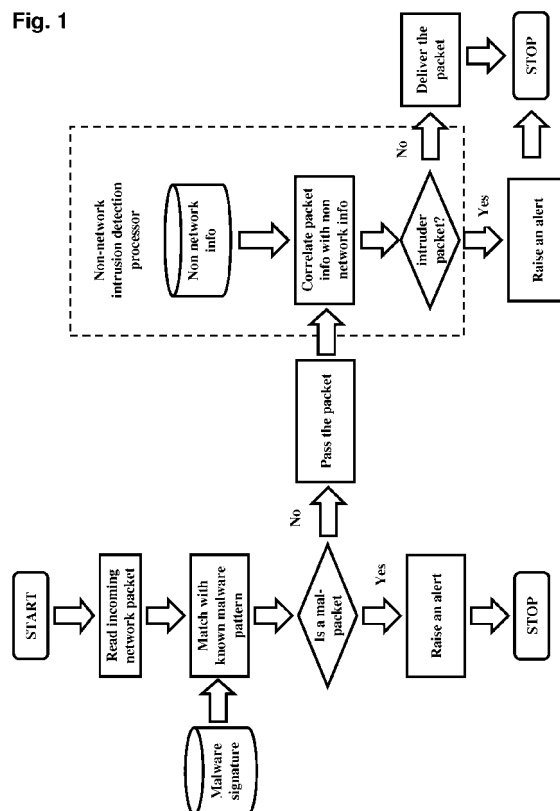 Fig. 1
START
Read incoming
network packet
Malware
signature
Match with
known malware
pattern
Is a mal-
packet
Yes
Raise an alert
STOP
No
Pass the packet
Non-network
intrusion detection
processor
Non network
info
Correlate packet
info with non
network info
intruder
packet?
No
Deliver the
packet
Yes
Raise an alert
STOP